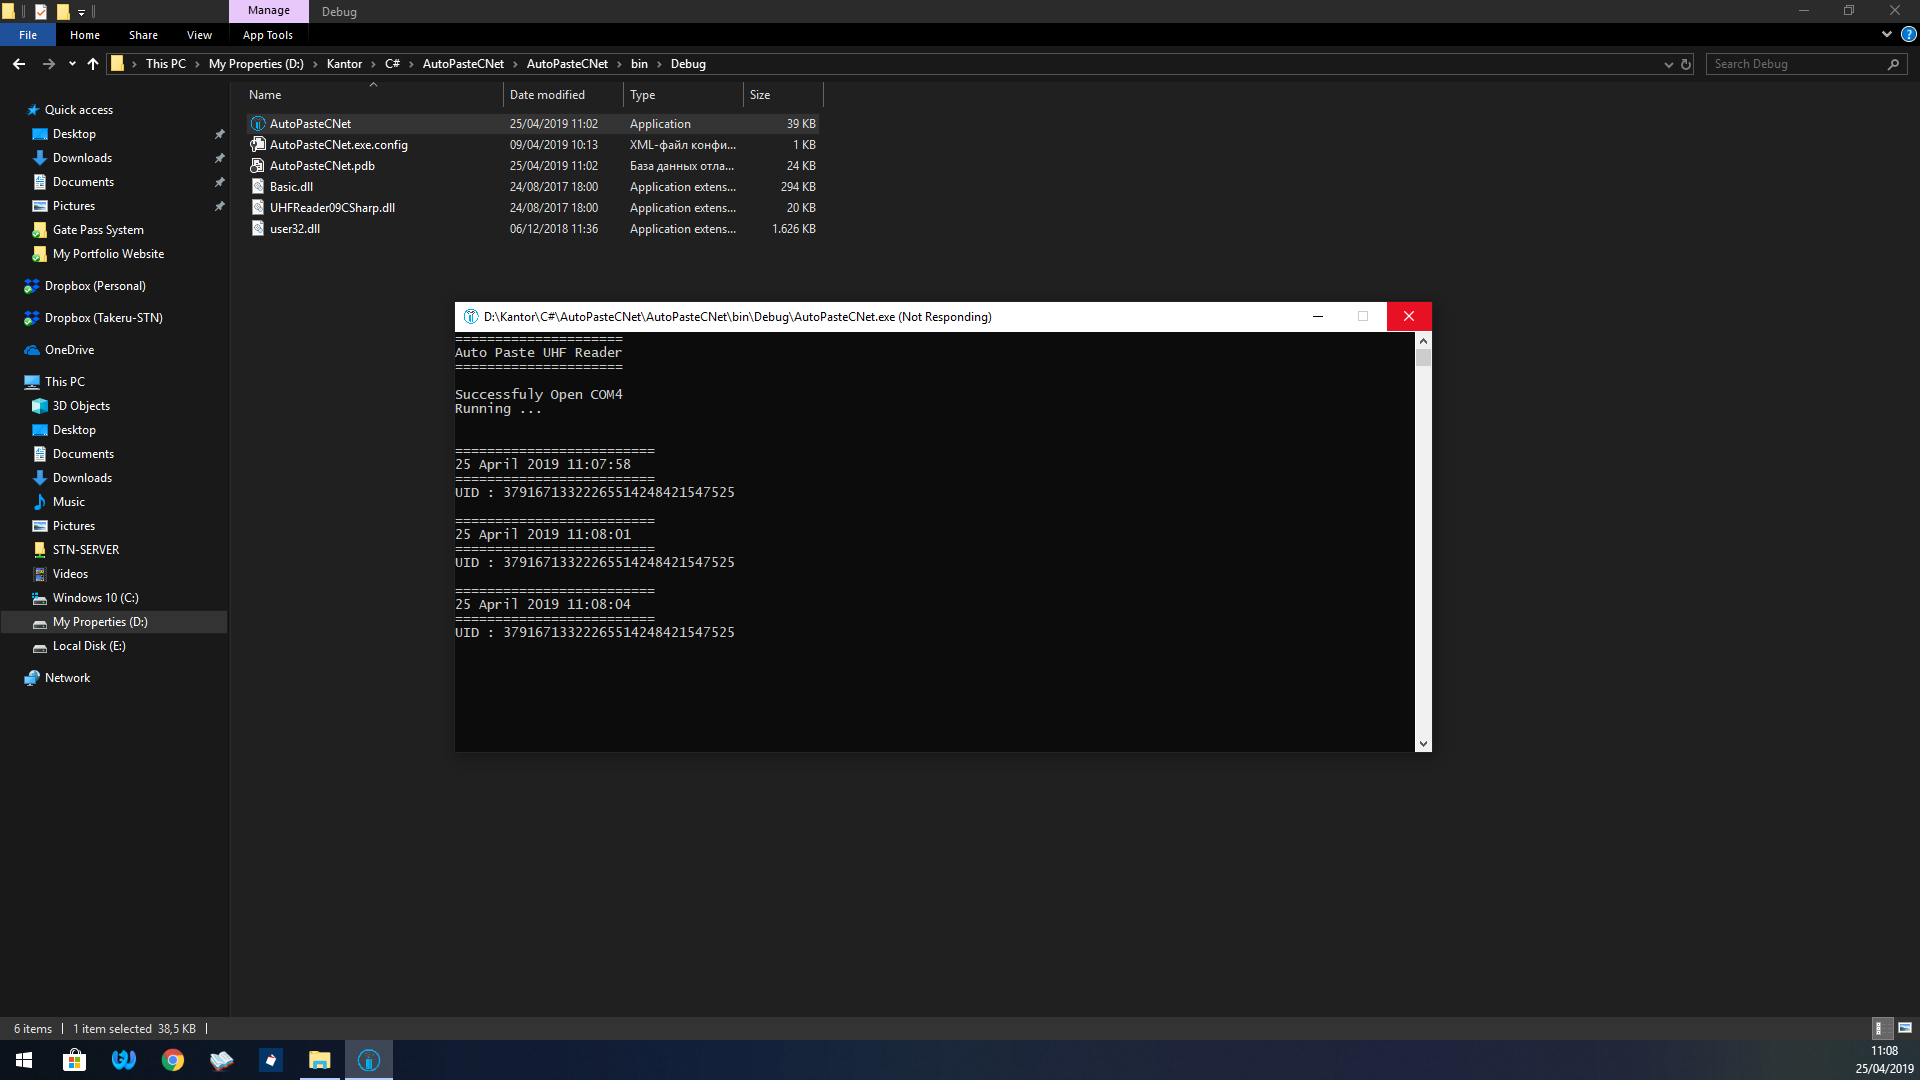 Manage
Debug
File
Home
Share
View
App Tools
This PC
My Properties (D:)
Kantor
C#
AutoPasteCNet
AutoPasteCNet
bin
Debug
Search Debug
Name
Date modified
Type
Size
AutoPasteCNet 25/04/2019 11:02 Application 39 KB
AutoPasteCNet.exe.config 09/04/2019 10:13 XML-файл конфи... 1 KB
AutoPasteCNet.pdb 25/04/2019 11:02 База данных отла... 24 KB
Basic.dll 24/08/2017 18:00 Application extens... 294 KB
UHFReader09CSharp.dll 24/08/2017 18:00 Application extens... 20 KB
user32.dll 06/12/2018 11:36 Application extens... 1.626 KB
Quick access
Desktop
Downloads
Documents
Pictures
Gate Pass System
My Portfolio Website
Dropbox (Personal)
Dropbox (Takeru-STN)
OneDrive
This PC
3D Objects
Desktop
Documents
Downloads
Music
Pictures
STN-SERVER
Videos
Windows 10 (C:)
My Properties (D:)
Local Disk (E:)
Network
D:\Kantor\C#\AutoPasteCNet\AutoPasteCNet\bin\Debug\AutoPasteCNet.exe (Not Responding)
=====================
Auto Paste UHF Reader
=====================
Successfuly Open COM4
Running ...
=========================
25 April 2019 11:07:58
=========================
UID : 37916713322265514248421547525
=========================
25 April 2019 11:08:01
=========================
UID : 37916713322265514248421547525
=========================
25 April 2019 11:08:04
=========================
UID : 37916713322265514248421547525
6 items
1 item selected 38,5 KB
11:08
25/04/2019